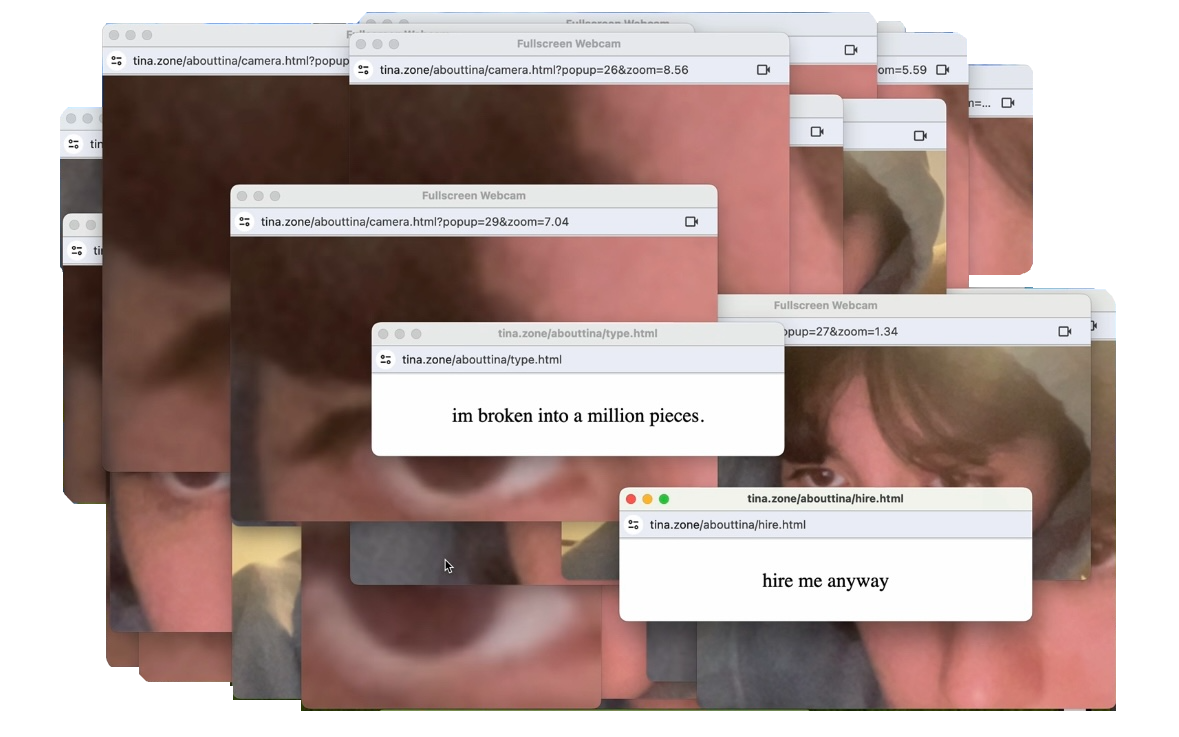 Fullscreen Webcam
Fullscreen Webcam
tina.zone/abouttina/camera.html?popup
tina.zone/abouttina/camera.html?popup=26&zoom=8.56
om=5.59
m=...
Fullscreen Webcam
tina.zone/abouttina/camera.html?popup=29&zoom=7.04
Fullscreen Webcam
opup=27&zoom=1.34
tina.zone/abouttina/type.html
tina.zone/abouttina/type.html
im broken into a million pieces.
tina.zone/abouttina/hire.html
tina.zone/abouttina/hire.html
hire me anyway